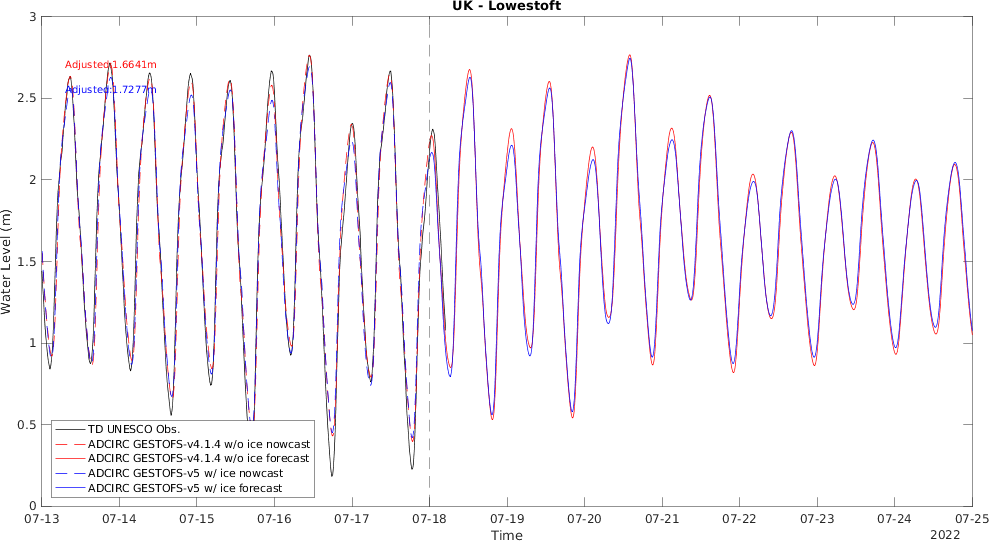 UK - Lowestoft
3
2.5
2
1.5
1
0.5
0
Water Level (m)
Adjusted:1.6641m
Adjusted:1.7277m
TD UNESCO Obs.
ADCIRC GESTOFS-v4.1.4 w/o ice nowcast
ADCIRC GESTOFS-v4.1.4 w/o ice forecast
ADCIRC GESTOFS-v5 w/ ice nowcast
ADCIRC GESTOFS-v5 w/ ice forecast
07-13 07-14 07-15 07-16 07-17 07-18 07-19 07-20 07-21 07-22 07-23 07-24 07-25
Time
2022